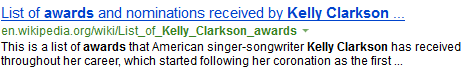 List of awards and nominations received by Kelly Clarkson ...
en.wikipedia.org/wiki/List_of_Kelly_Clarkson_awards
This is a list of awards that American singer-songwriter Kelly Clarkson has received
throughout her career, which started following her coronation as the first ...